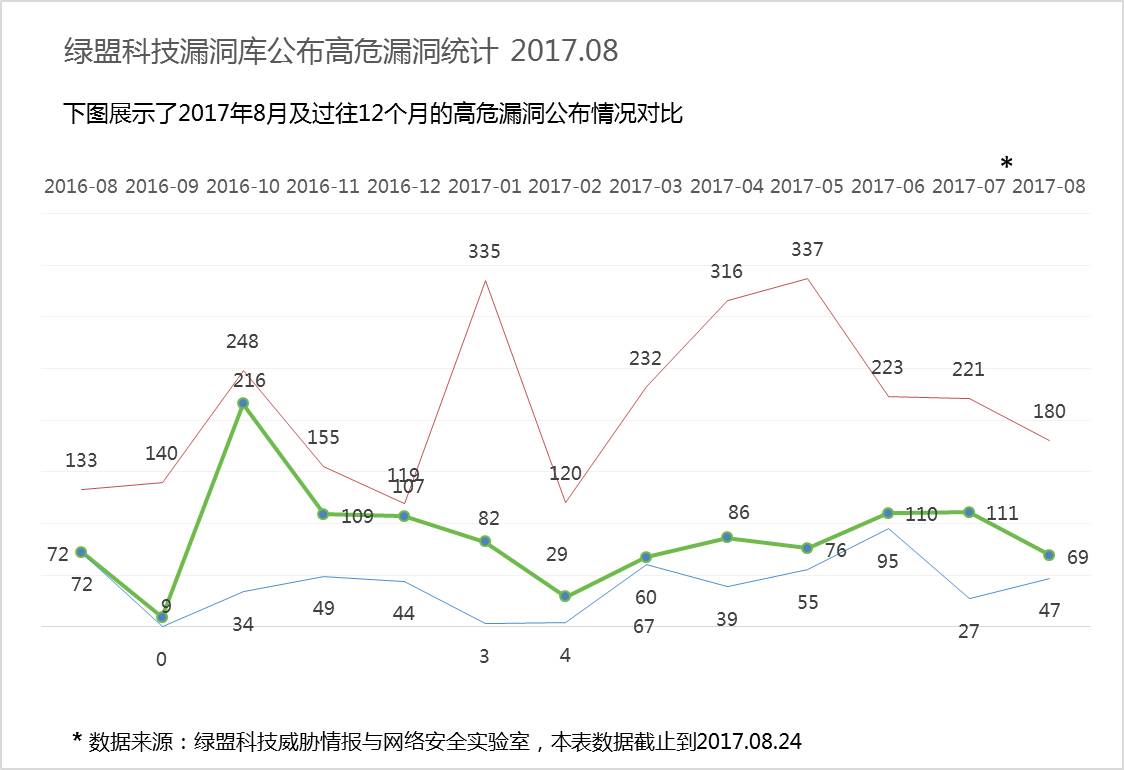 绿盟科技漏洞库公布高危漏洞统计 2017.08
下图展示了2017年8月及过往12个月的高危漏洞公布情况对比
*
2016-08 2016-09 2016-10 2016-11 2016-12 2017-01 2017-02 2017-03 2017-04 2017-05 2017-06 2017-07 2017-08
133 140 248 155 119 335 120 232 316 337 223 221 180
72 9 216 109 107 82 29 67 86 76 110 111 69
72 0 34 49 44 3 4 60 39 55 95 27 47
* 数据来源：绿盟科技威胁情报与网络安全实验室，本表数据截止到2017.08.24